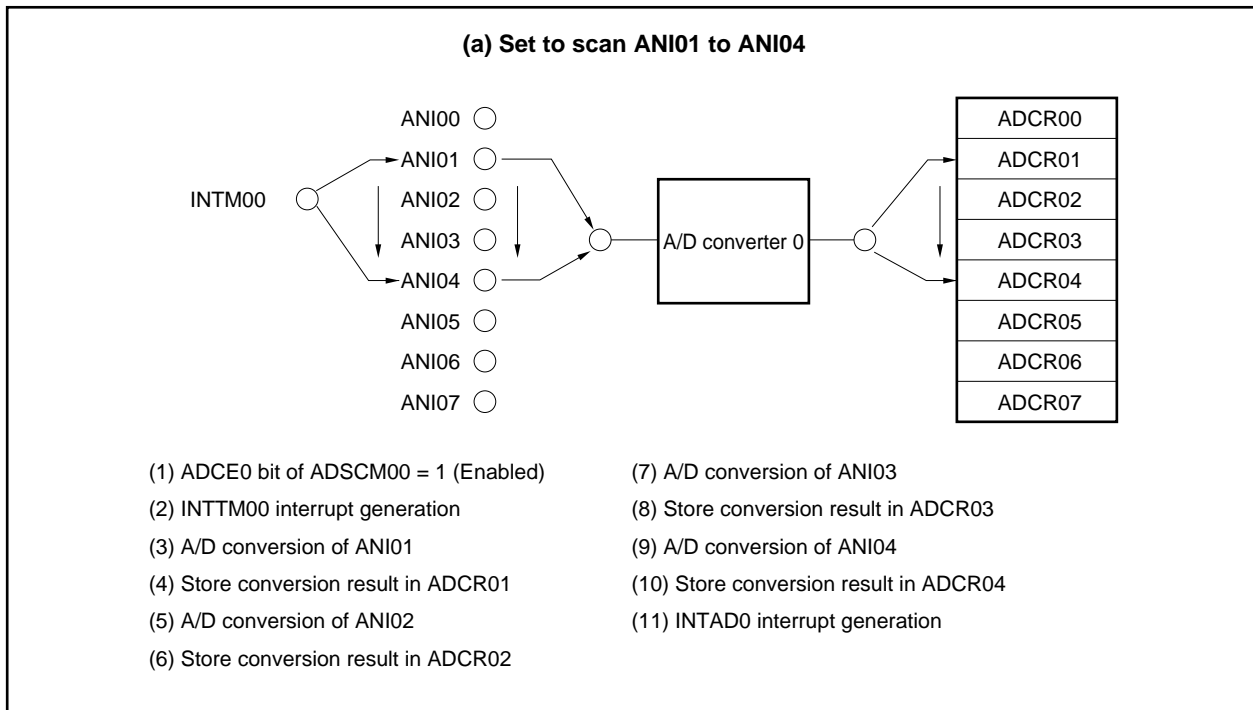 (a) Set to scan ANI01 to ANI04
ANI00
ANI01
ANI02
ANI03
ANI04
ANI05
ANI06
ANI07
INTM00
A/D converter 0
ADCR00
ADCR01
ADCR02
ADCR03
ADCR04
ADCR05
ADCR06
ADCR07
(1) ADCE0 bit of ADSCM00 = 1 (Enabled)
(2) INTTM00 interrupt generation
(3) A/D conversion of ANI01
(4) Store conversion result in ADCR01
(5) A/D conversion of ANI02
(6) Store conversion result in ADCR02
(7) A/D conversion of ANI03
(8) Store conversion result in ADCR03
(9) A/D conversion of ANI04
(10) Store conversion result in ADCR04
(11) INTAD0 interrupt generation